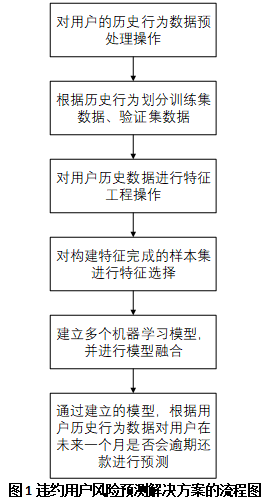 对用户的历史行为数据预
处理操作
根据历史行为划分训练集
数据、验证集数据
对用户历史数据进行特征
工程操作
对构建特征完成的样本集
进行特征选择
建立多个机器学习模型,
并进行模型融合
通过建立的模型，根据用
户历史行为数据对用户在
未来一个月是否会逾期还
款进行预测
图1 违约用户风险预测解决方案的流程图